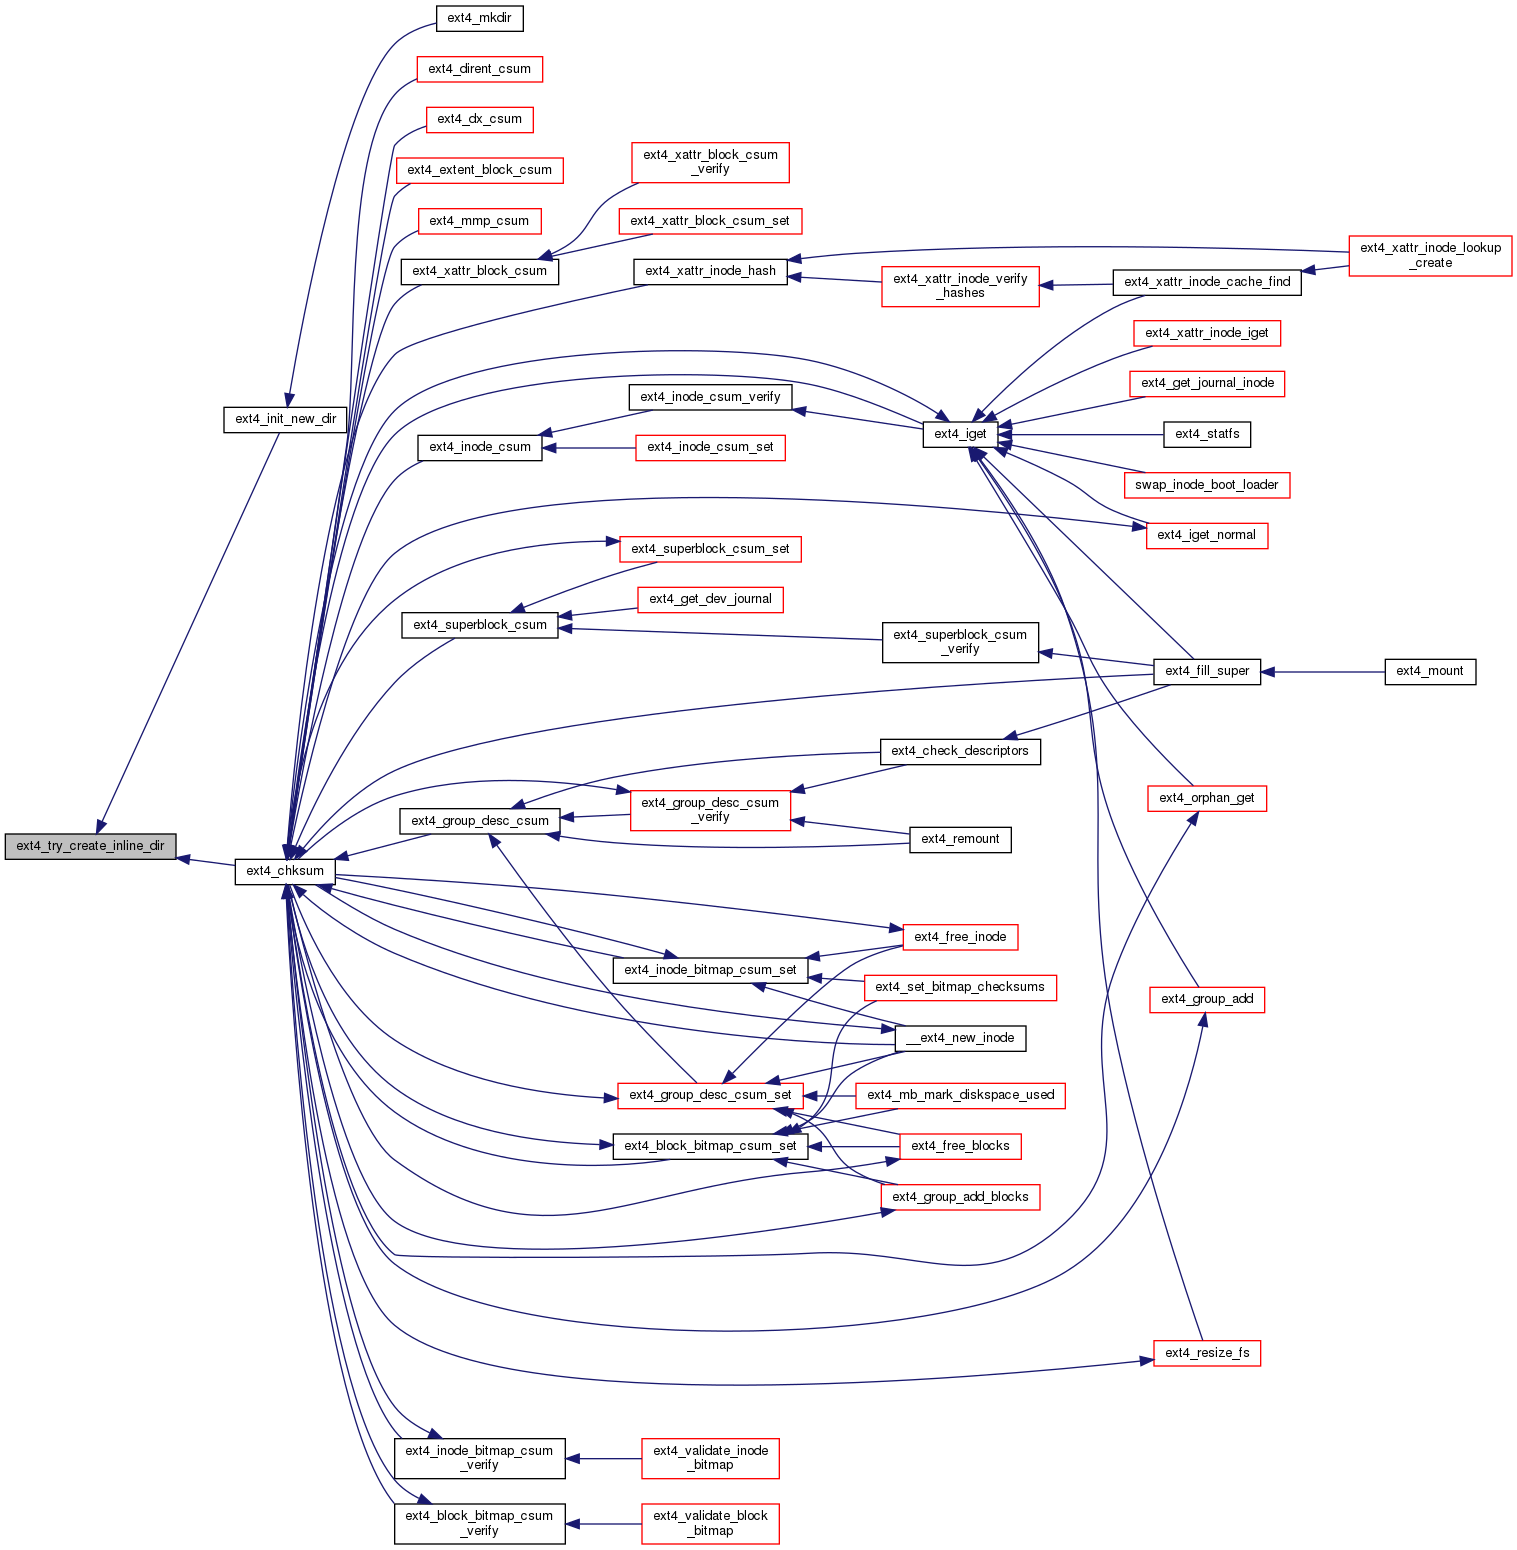 ext4_mkdir
ext4_dirent_csum
ext4_dx_csum
ext4_xattr_block_csum
_verify
ext4_extent_block_csum
ext4_mmp_csum
ext4_xattr_block_csum_set
ext4_xattr_inode_lookup
_create
ext4_xattr_block_csum
ext4_xattr_inode_hash
ext4_xattr_inode_verify
_hashes
ext4_xattr_inode_cache_find
ext4_xattr_inode_iget
ext4_get_journal_inode
ext4_inode_csum_verify
ext4_init_new_dir
ext4_iget
ext4_statfs
ext4_inode_csum
ext4_inode_csum_set
swap_inode_boot_loader
ext4_iget_normal
ext4_superblock_csum_set
ext4_get_dev_journal
ext4_superblock_csum
ext4_superblock_csum
_verify
ext4_fill_super
ext4_mount
ext4_check_descriptors
ext4_orphan_get
ext4_group_desc_csum
_verify
ext4_group_desc_csum
ext4_remount
ext4_try_create_inline_dir
ext4_chksum
ext4_free_inode
ext4_inode_bitmap_csum_set
ext4_set_bitmap_checksums
ext4_group_add
__ext4_new_inode
ext4_group_desc_csum_set
ext4_mb_mark_diskspace_used
ext4_block_bitmap_csum_set
ext4_free_blocks
ext4_group_add_blocks
ext4_resize_fs
ext4_inode_bitmap_csum
_verify
ext4_validate_inode
_bitmap
ext4_block_bitmap_csum
_verify
ext4_validate_block
_bitmap